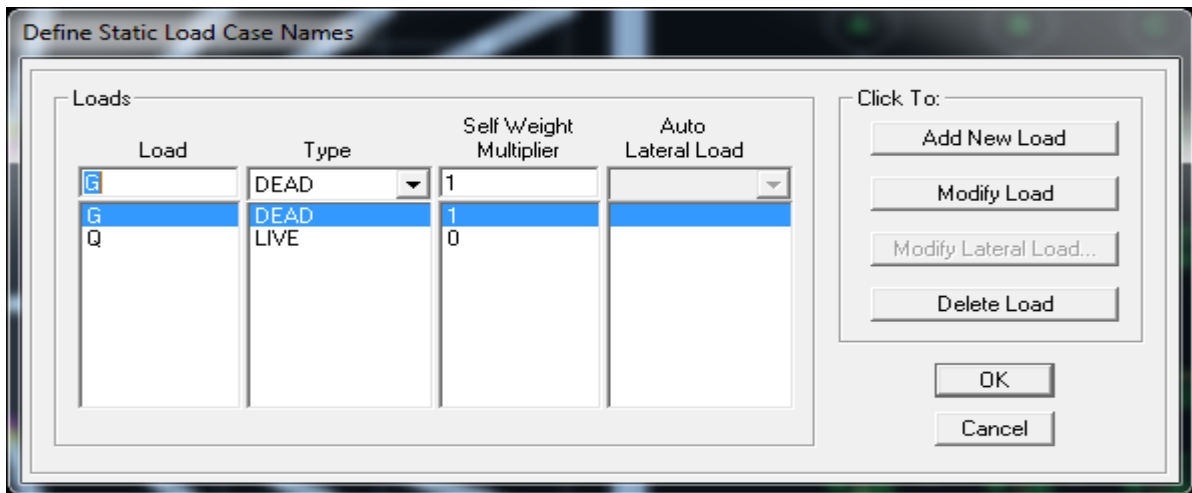 Define Static Load Case Names
Loads
Load Type Self Weight Multiplier Auto Lateral Load
G DEAD 1
G DEAD 1
Q LIVE 0
Click To:
Add New Load
Modify Load
Modify Lateral Load...
Delete Load
OK
Cancel